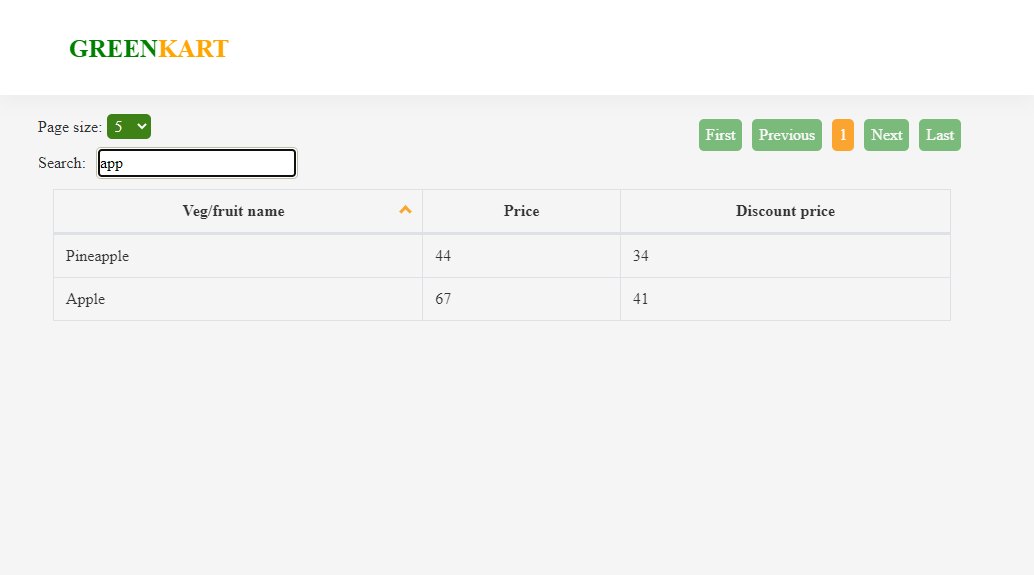 GREENKART
Page size: 5
First Previous 1 Next Last
Search: app
Veg/fruit name Price Discount price
Pineapple 44 34
Apple 67 41